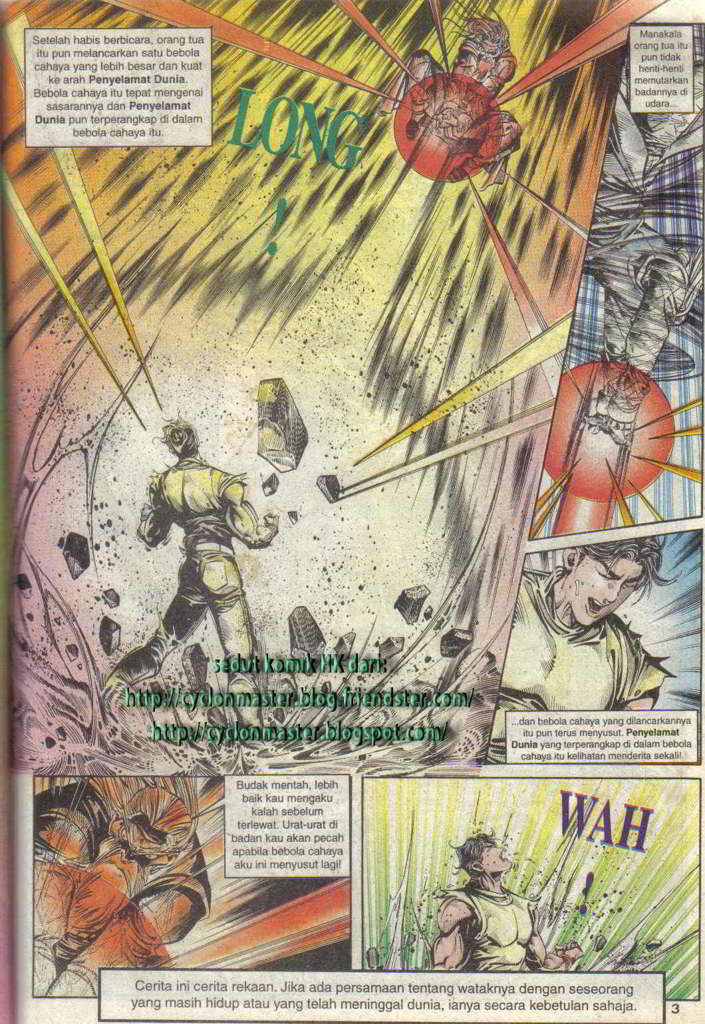 Setelah habis berbicara, orang tua
itu pun melancarkan satu bebola
cahaya yang lebih besar dan kuat
ke arah Penyelamat Dunia.
Bebola cahaya itu tepat mengenai
sasarannya dan Penyelamat
Dunia pun terperangkap di dalam
bebola cahaya itu.
LONG
!
Manakala
orang tua itu
pun tidak
henti-henti
memutarkan
badannya di
udara...
...dan bebola cahaya yang dilancarkannya
itu pun terus menyusut. Penyelamat
Dunia yang terperangkap di dalam bebola
cahaya itu kelihatan menderita sekali!
sedut komik HK dari:
http://cyclonmaster.blog.friendster.com/
http://cyclonmaster.blogspot.com/
Budak mentah, lebih
baik kau mengaku
kalah sebelum
terlewat. Urat-urat di
badan kau akan pecah
apabila bebola cahaya
aku ini menyusut lagi!
WAH
!
Cerita ini cerita rekaan. Jika ada persamaan tentang wataknya dengan seseorang
yang masih hidup atau yang telah meninggal dunia, ianya secara kebetulan sahaja.
3